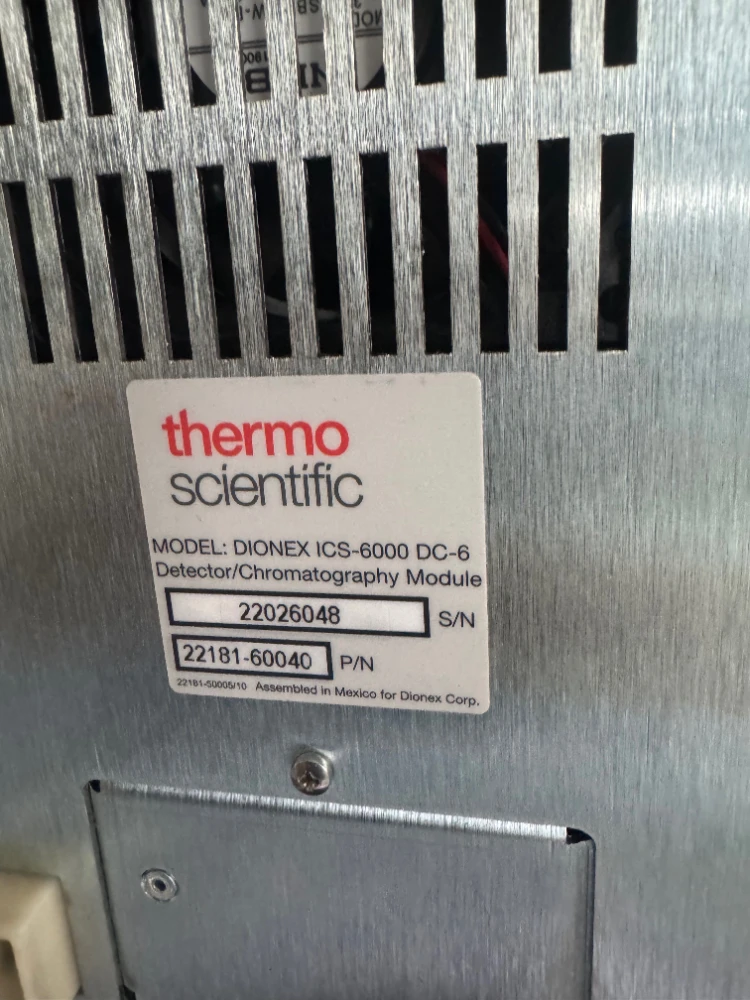 thermo
scientific
MODEL: DIONEX ICS-6000 DC-6
Detector/Chromatography Module
22026048 S/N
22181-60040 P/N
22181-50005/10 Assembled in Mexico for Dionex Corp.